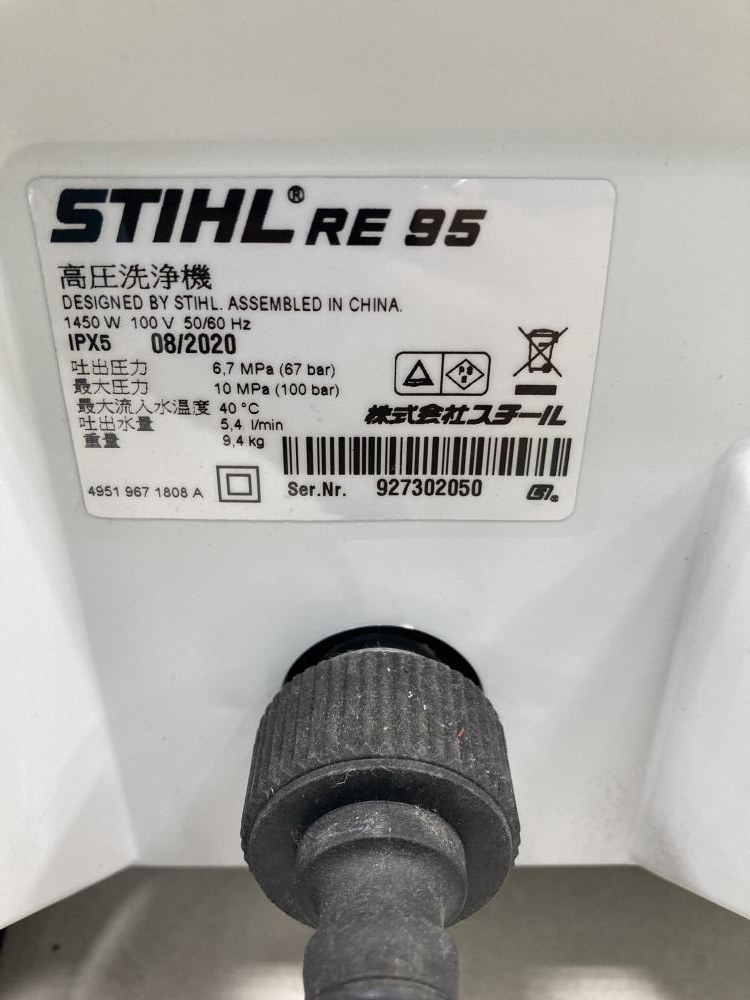 STIHL® RE 95
高圧洗浄機
DESIGNED BY STIHL. ASSEMBLED IN CHINA.
1450 W 100 V 50/60 Hz
IPX5 08/2020
吐出圧力 6,7 MPa (67 bar)
最大圧力 10 MPa (100 bar)
最大流入水温度 40 °C
吐出水量 5,4 l/min
重量 9,4 kg
株式会社スチール
4951 967 1808 A
Ser.Nr. 927302050